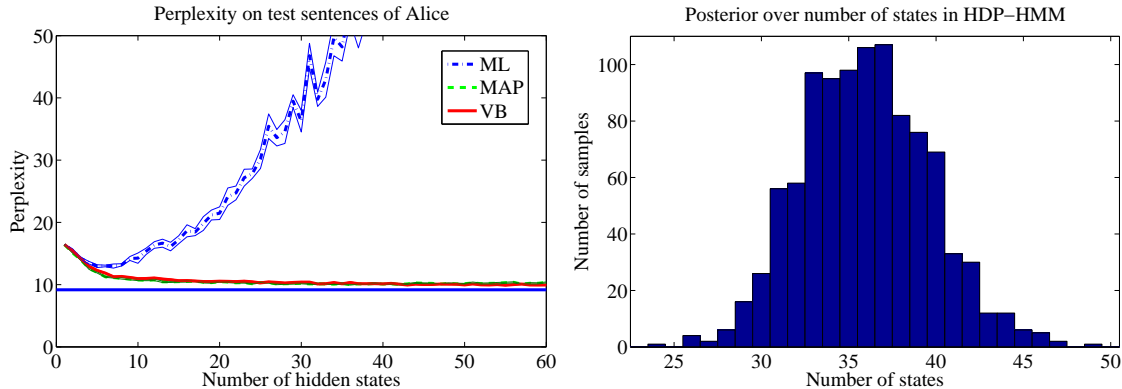 Perplexity on test sentences of Alice
50
40
30
20
10
0
Perplexity
ML
MAP
VB
0 10 20 30 40 50 60
Number of hidden states
Posterior over number of states in HDP−HMM
100
80
60
40
20
0
Number of samples
25 30 35 40 45 50
Number of states